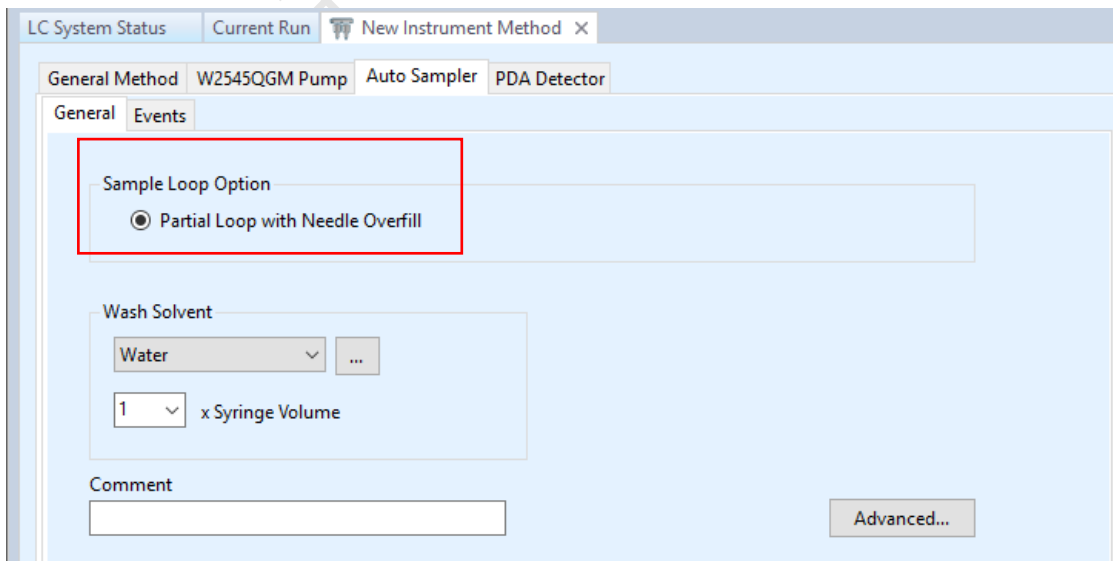 LC System Status Current Run New Instrument Method
General Method W2545QGM Pump Auto Sampler PDA Detector
General Events
Sample Loop Option
Partial Loop with Needle Overfill
Wash Solvent
Water ...
1 x Syringe Volume
Comment
Advanced...